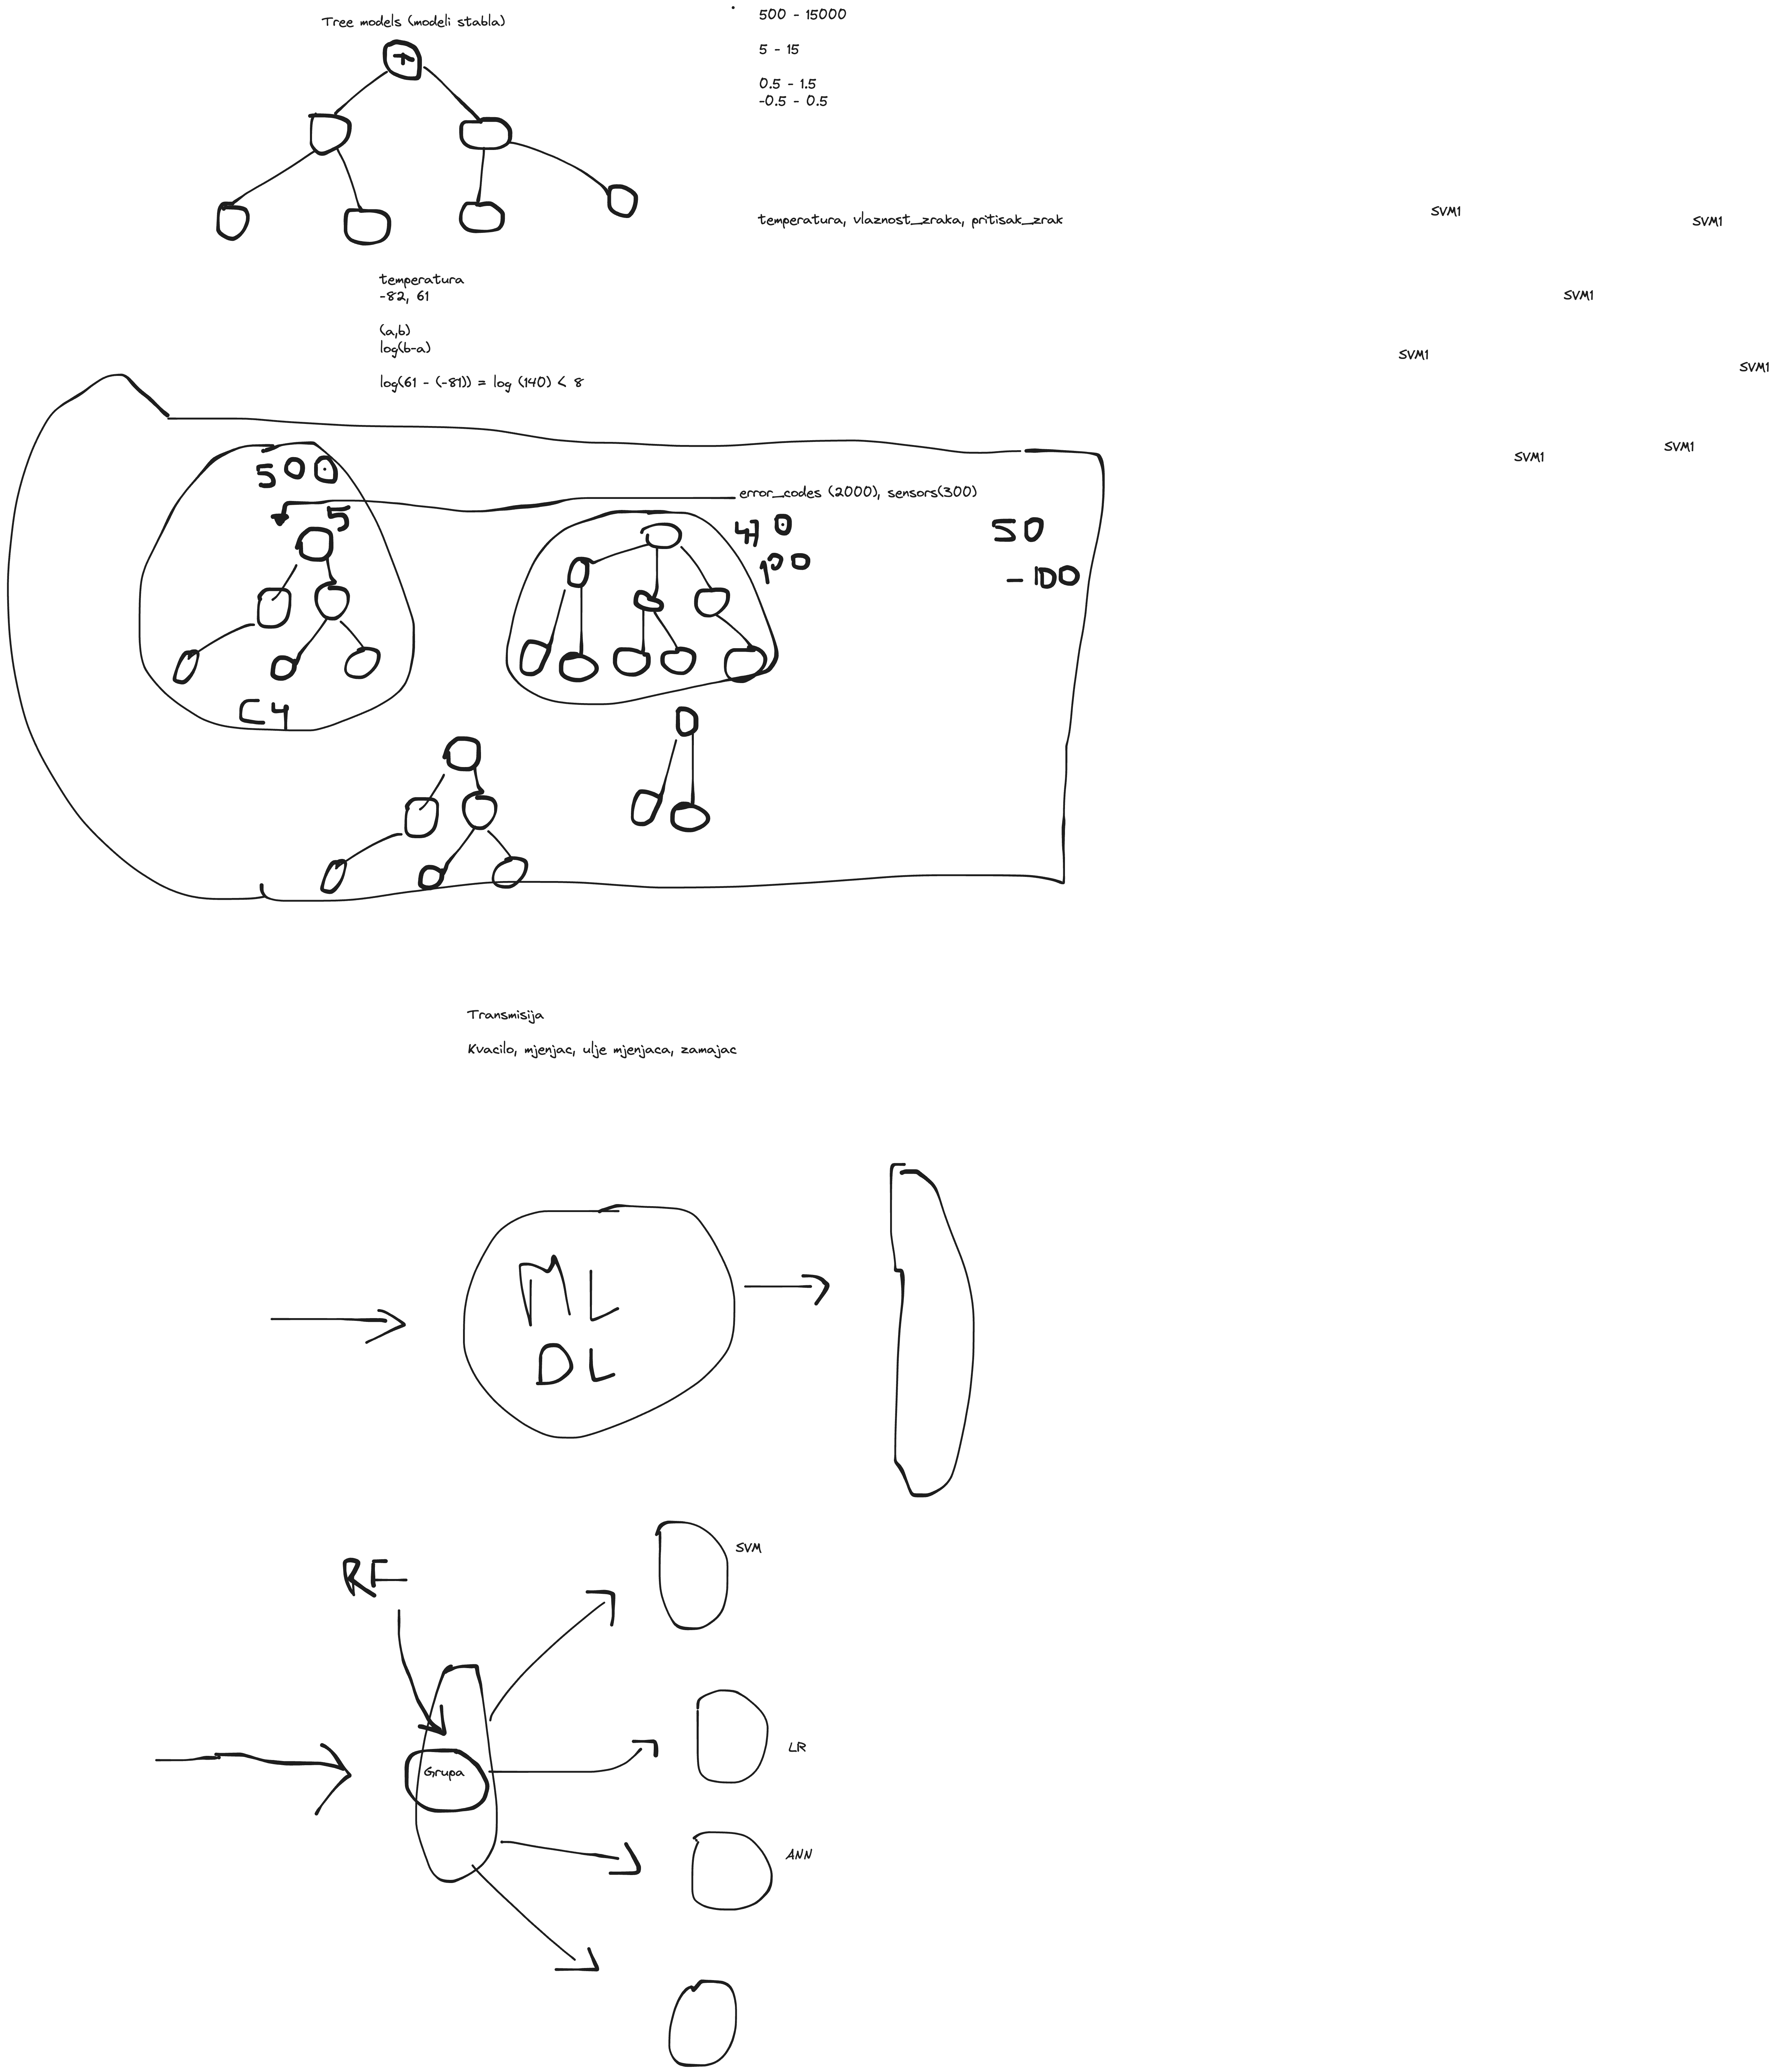 Tree models (modeli stabla)
500 - 15000
5 - 15
0.5 - 1.5
-0.5 - 0.5
temperatura, vlaznost_zraka, pritisak_zrak
SVM1
SVM1
SVM1
SVM1
SVM1
SVM1
SVM1
temperatura
-82, 61
(a,b)
log(b-a)
log(61 - (-81)) = log (140) < 8
500
5
error_codes (2000), sensors(300)
100
50
-100
C4
Transmisija
Kvacilo, mjenjac, ulje mjenjaca, zamajac
ML
DL
RF
SVM
Grupa
LR
ANN